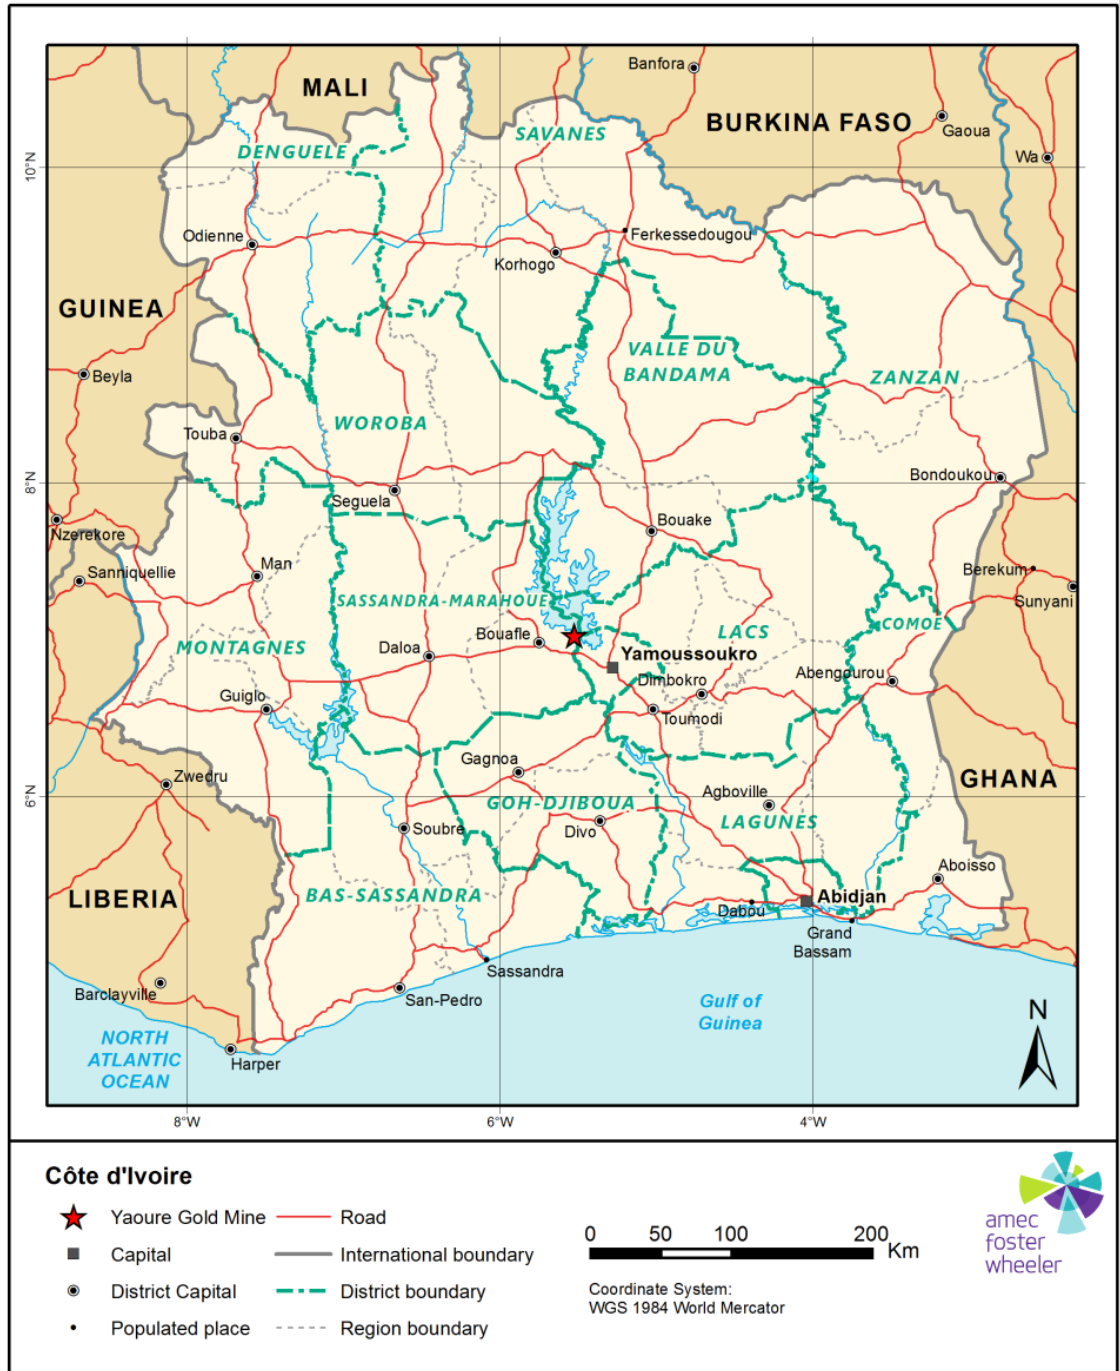 MALI
Banfora
BURKINA FASO
Gaoua
Wa
SAVANES
DENGUELE
10°N
10°N
Odienne
Ferkessedougou
Korhogo
GUINEA
VALLE DU
BANDAMA
ZANZAN
Beyla
WOROBA
Touba
8°N
8°N
Seguela
Bondoukou
Bouake
Nzerekore
Man
Sanniquellie
Berekum
Sunyani
SASSANDRA-MARAHOUE
COMOE
Bouafle
LACS
MONTAGNES
Daloa
Yamoussoukro
Dimbokro
Abengourou
Guiglo
Toumodi
Gagnoa
Zwedru
GHANA
6°N
6°N
Agboville
GOH-DJIBOUA
Soubre
Divo
LAGUNES
Aboisso
LIBERIA
BAS-SASSANDRA
Abidjan
Dabou
Grand
Bassam
Sassandra
Barclayville
San-Pedro
Gulf of
Guinea
N
NORTH
ATLANTIC
OCEAN
Harper
8°W
6°W
4°W
Côte d'Ivoire
Yaoure Gold Mine
Road
Capital
International boundary
District Capital
District boundary
Populated place
Region boundary
0 50 100 200
Km
Coordinate System:
WGS 1984 World Mercator
amec
foster
wheeler